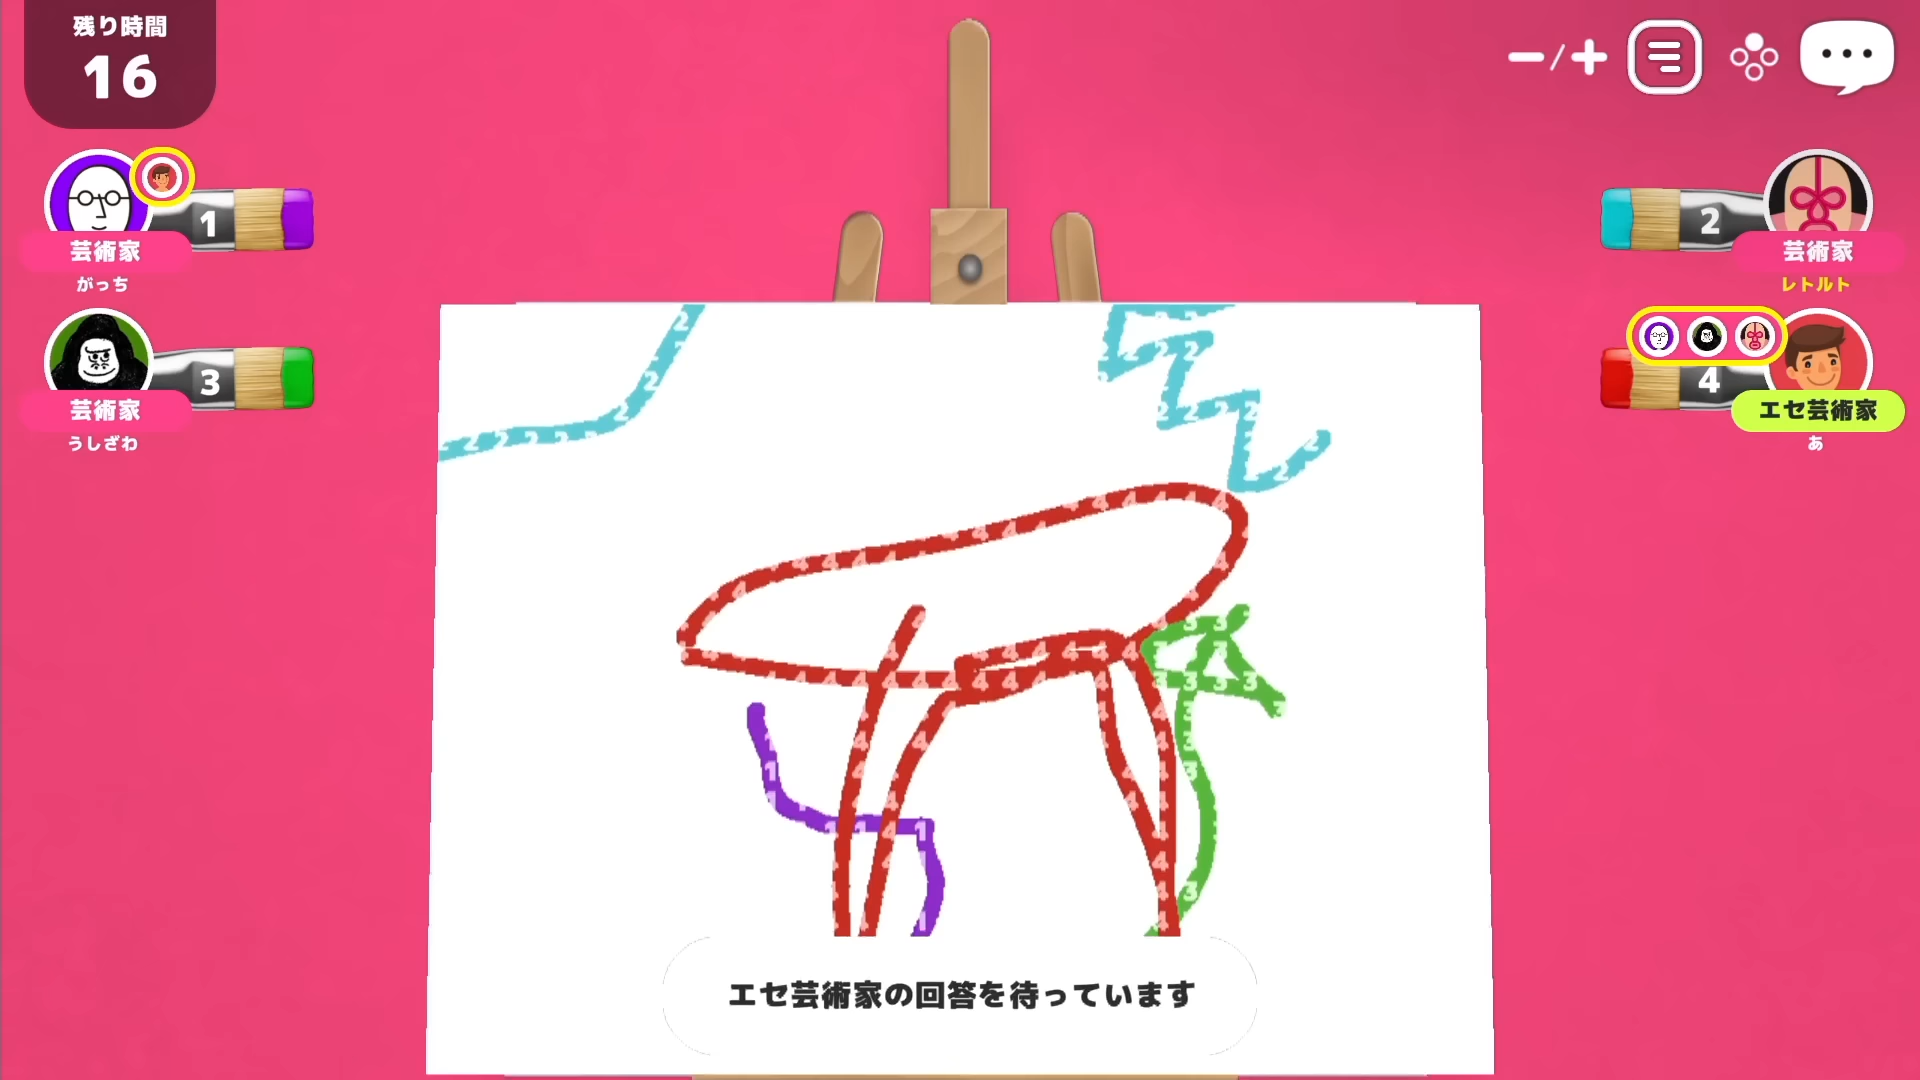 残り時間
16
1
芸術家
がっち
3
芸術家
うしざわ
2
芸術家
レトルト
4
エセ芸術家
あ
エセ芸術家の回答を待っています